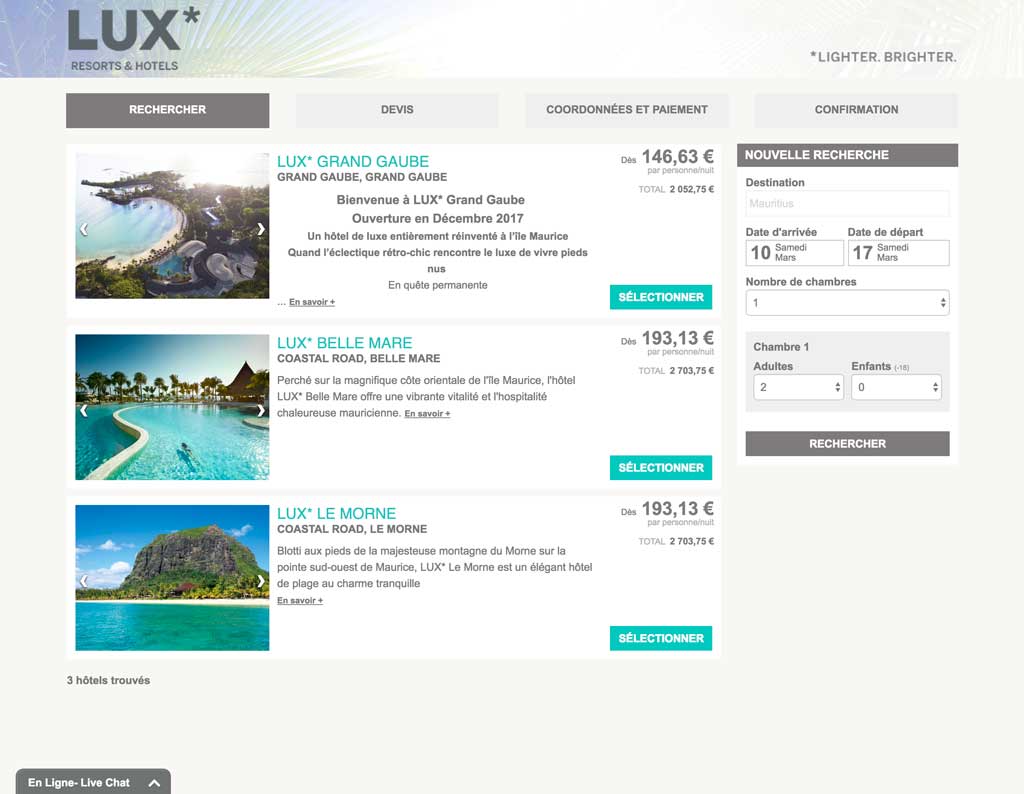 LUX*
RESORTS & HOTELS
*LIGHTER. BRIGHTER.
RECHERCHER
DEVIS
COORDONNÉES ET PAIEMENT
CONFIRMATION
LUX* GRAND GAUBE
GRAND GAUBE, GRAND GAUBE
Bienvenue à LUX* Grand Gaube
Ouverture en Décembre 2017
Un hôtel de luxe entièrement réinventé à l'île Maurice
Quand l'éclectique rétro-chic rencontre le luxe de vivre pieds
nus
En quête permanente
... En savoir +
Dès 146,63 €
par personne/nuit
TOTAL 2 052,75 €
SÉLECTIONNER
LUX* BELLE MARE
COASTAL ROAD, BELLE MARE
Perché sur la magnifique côte orientale de l'île Maurice, l'hôtel
LUX* Belle Mare offre une vibrante vitalité et l'hospitalité
chaleureuse mauricienne. En savoir +
Dès 193,13 €
par personne/nuit
TOTAL 2 703,75 €
SÉLECTIONNER
LUX* LE MORNE
COASTAL ROAD, LE MORNE
Blotti aux pieds de la majesteuse montagne du Morne sur la
pointe sud-ouest de Maurice, LUX* Le Morne est un élégant hôtel
de plage au charme tranquille
En savoir +
Dès 193,13 €
par personne/nuit
TOTAL 2 703,75 €
SÉLECTIONNER
3 hôtels trouvés
NOUVELLE RECHERCHE
Destination
Mauritius
Date d'arrivée
Date de départ
10 Samedi Mars
17 Samedi Mars
Nombre de chambres
1
Chambre 1
Adultes
Enfants (-18)
2
0
RECHERCHER
En Ligne- Live Chat